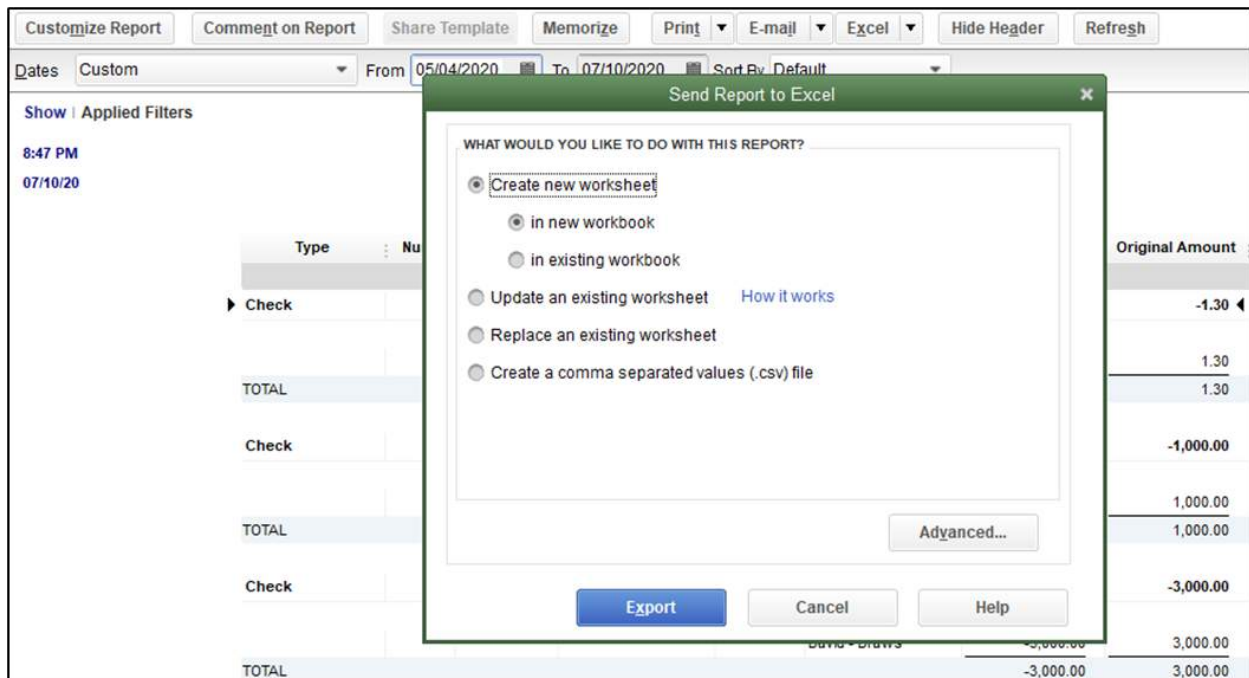 Customize Report Comment on Report Share Template Memorize Print E-mail Excel Hide Header Refresh
Dates Custom From 05/04/2020 To 07/10/2020 Sort By Default
Send Report to Excel
Show | Applied Filters
WHAT WOULD YOU LIKE TO DO WITH THIS REPORT?
8:47 PM
07/10/20
Create new worksheet
in new workbook
Type Nu Original Amount
in existing workbook
Update an existing worksheet How it works
Check -1.30
Replace an existing worksheet
1.30
Create a comma separated values (.csv) file
TOTAL 1.30
Check -1,000.00
1,000.00
TOTAL 1,000.00
Advanced...
Check -3,000.00
Export Cancel Help
David - Draws -3,000.00 3,000.00
TOTAL -3,000.00 3,000.00